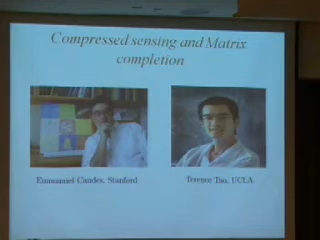 Compressed sensing and Matrix
completion
Emmanuel Candes, Stanford
Terence Tao, UCLA